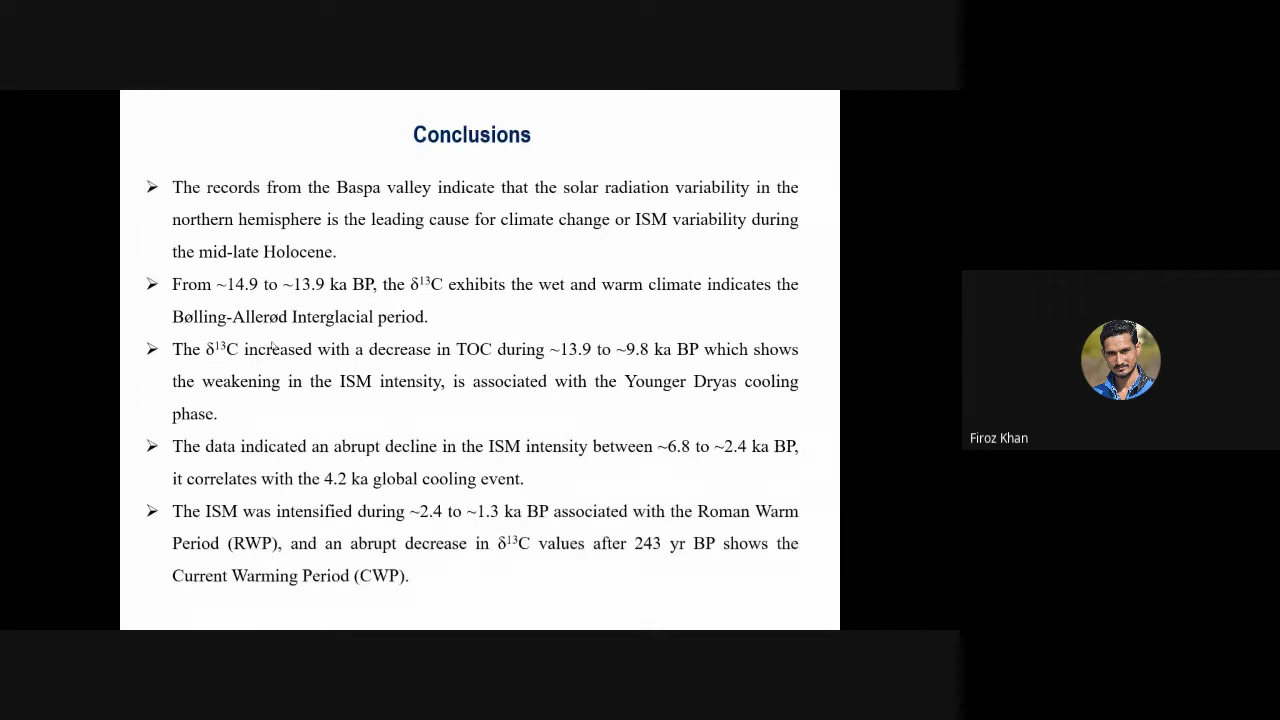 Conclusions
➢ The records from the Baspa valley indicate that the solar radiation variability in the
northern hemisphere is the leading cause for climate change or ISM variability during
the mid-late Holocene.
➢ From ~14.9 to ~13.9 ka BP, the δ¹³C exhibits the wet and warm climate indicates the
Bølling-Allerød Interglacial period.
➢ The δ¹³C increased with a decrease in TOC during ~13.9 to ~9.8 ka BP which shows
the weakening in the ISM intensity, is associated with the Younger Dryas cooling
phase.
➢ The data indicated an abrupt decline in the ISM intensity between ~6.8 to ~2.4 ka BP,
it correlates with the 4.2 ka global cooling event.
➢ The ISM was intensified during ~2.4 to ~1.3 ka BP associated with the Roman Warm
Period (RWP), and an abrupt decrease in δ¹³C values after 243 yr BP shows the
Current Warming Period (CWP).
Firoz Khan